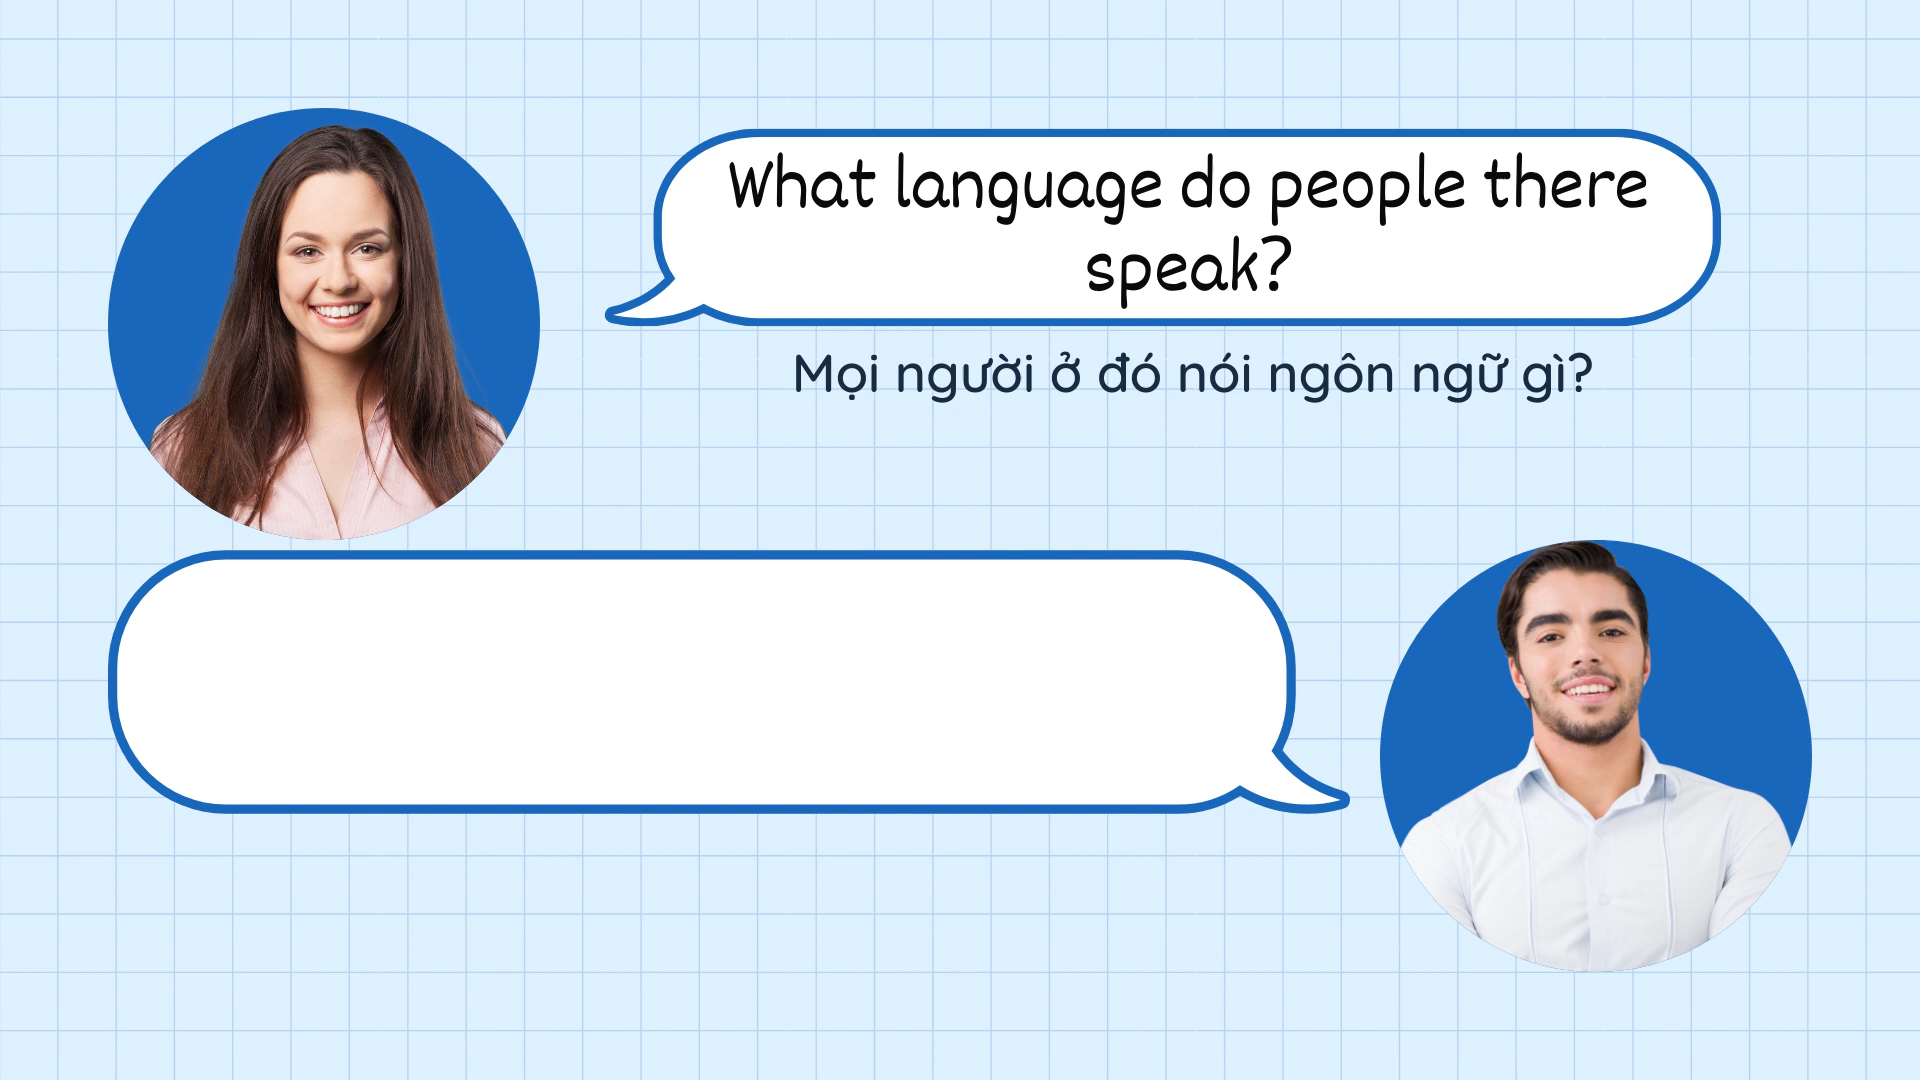 What language do people there
speak?
Mọi người ở đó nói ngôn ngữ gì?